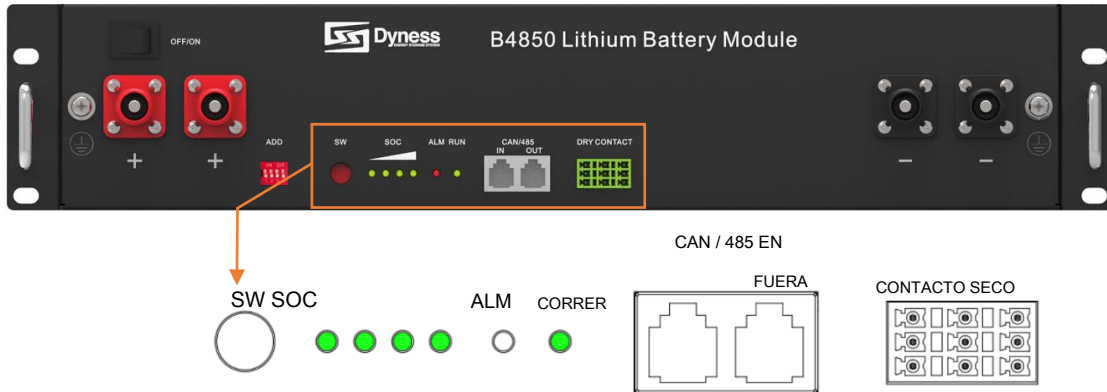 OFF/ON
Dyness
ENERGY STORAGE SYSTEM
B4850 Lithium Battery Module
+ + - -
ADD
SW SOC ALM RUN CAN/485 DRY CONTACT
IN OUT
CAN / 485 EN
FUERA
CONTACTO SECO
SW SOC ALM CORRER